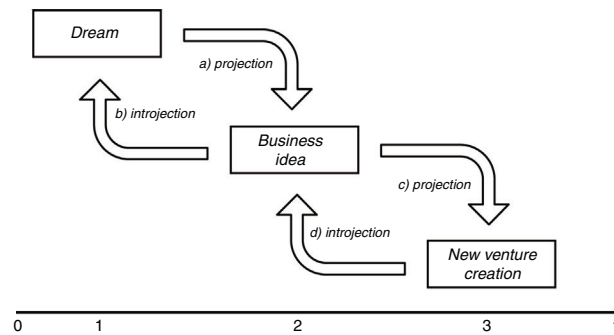 Dream
a) projection
b) introjection
Business
idea
c) projection
d) introjection
New venture
creation
0 1 2 3